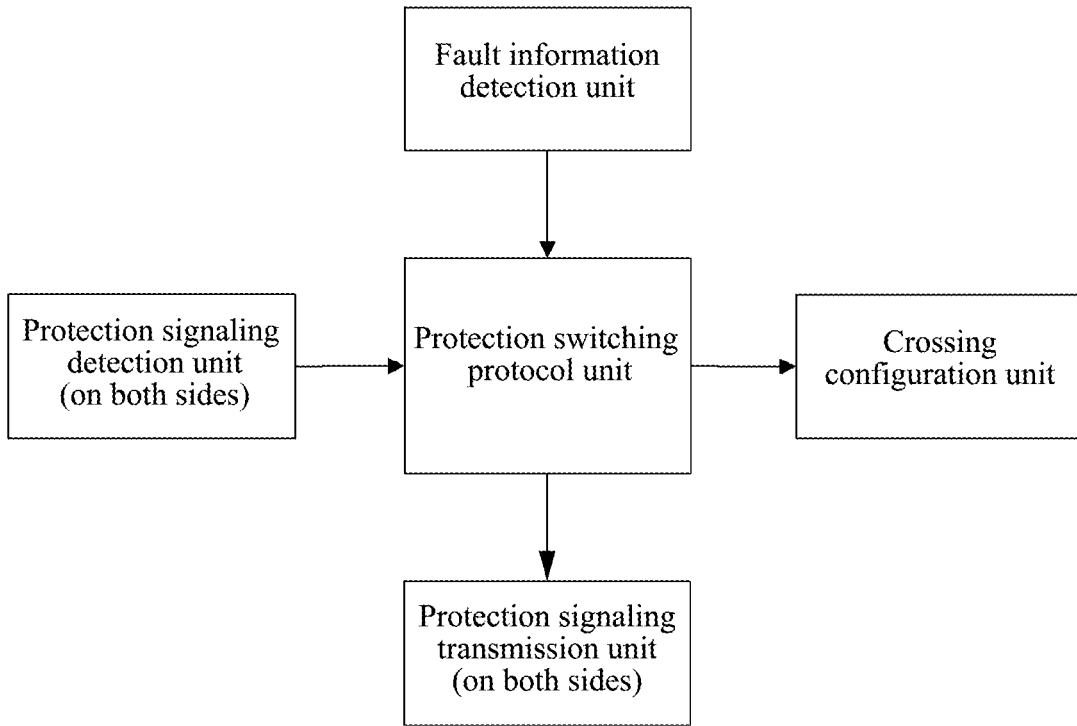 Fault information
detection unit
Protection signaling
detection unit
(on both sides)
Protection switching
protocol unit
Crossing
configuration unit
Protection signaling
transmission unit
(on both sides)